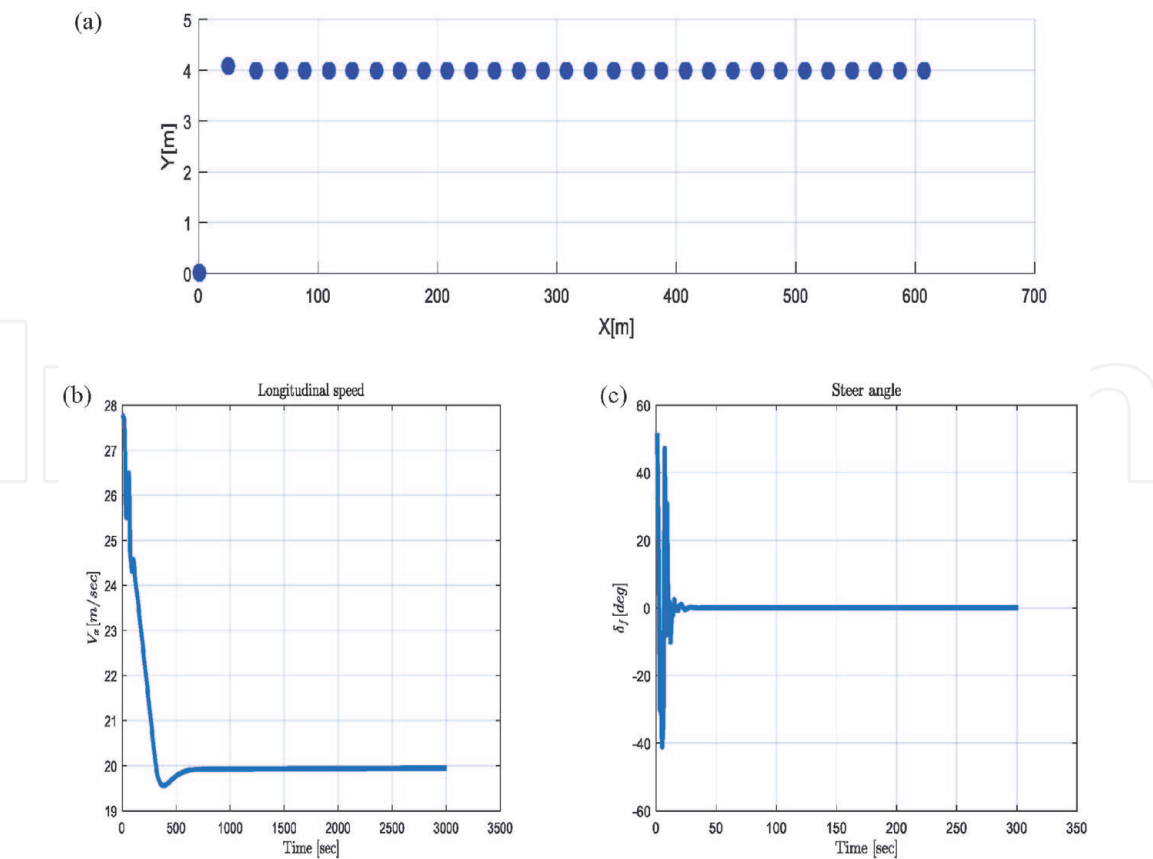 (a)
5
4
3
2
1
0
Y[m]
0 100 200 300 400 500 600 700
X[m]
(b)
Longitudinal speed
28
27
26
25
24
23
22
21
20
19
Vₓ[m/sec]
0 500 1000 1500 2000 2500 3000 3500
Time [sec]
(c)
Steer angle
60
40
20
0
-20
-40
-60
δ_f[deg]
0 50 100 150 200 250 300 350
Time [sec]